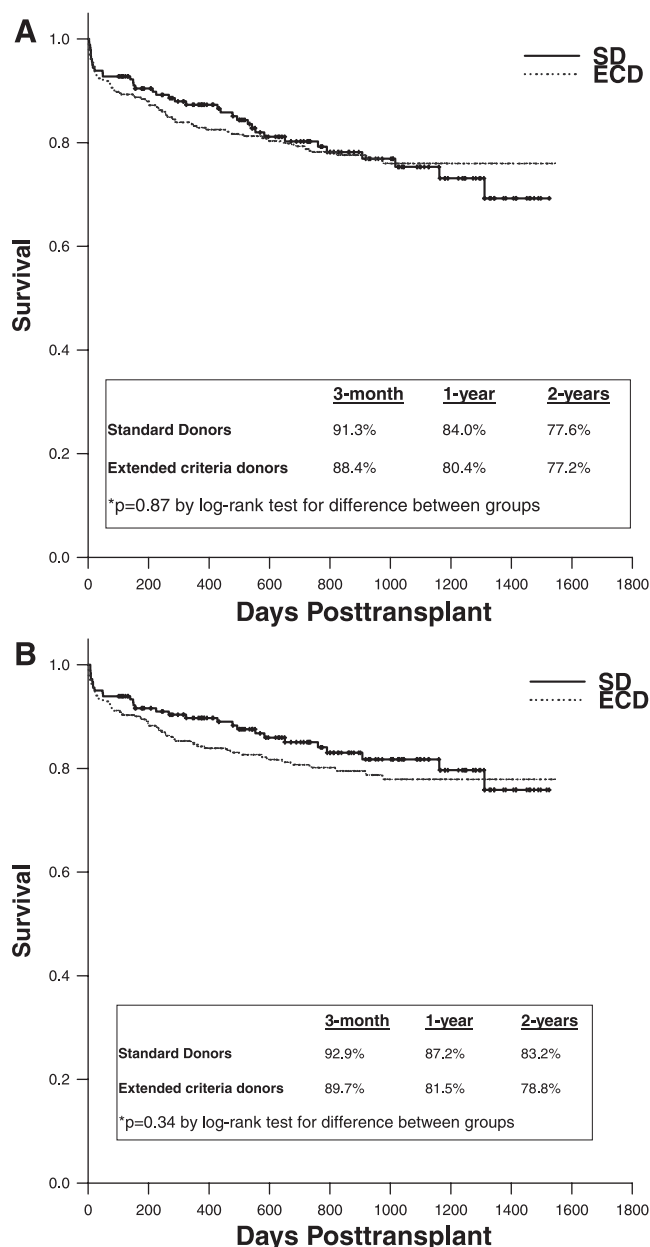 A
SD
ECD
1.0
0.8
0.6
0.4
0.2
0.0
Survival
3-month 1-year 2-years
Standard Donors 91.3% 84.0% 77.6%
Extended criteria donors 88.4% 80.4% 77.2%
*p=0.87 by log-rank test for difference between groups
0 200 400 600 800 1000 1200 1400 1600 1800
Days Posttransplant
B
SD
ECD
1.0
0.8
0.6
0.4
0.2
0.0
Survival
3-month 1-year 2-years
Standard Donors 92.9% 87.2% 83.2%
Extended criteria donors 89.7% 81.5% 78.8%
*p=0.34 by log-rank test for difference between groups
0 200 400 600 800 1000 1200 1400 1600 1800
Days Posttransplant